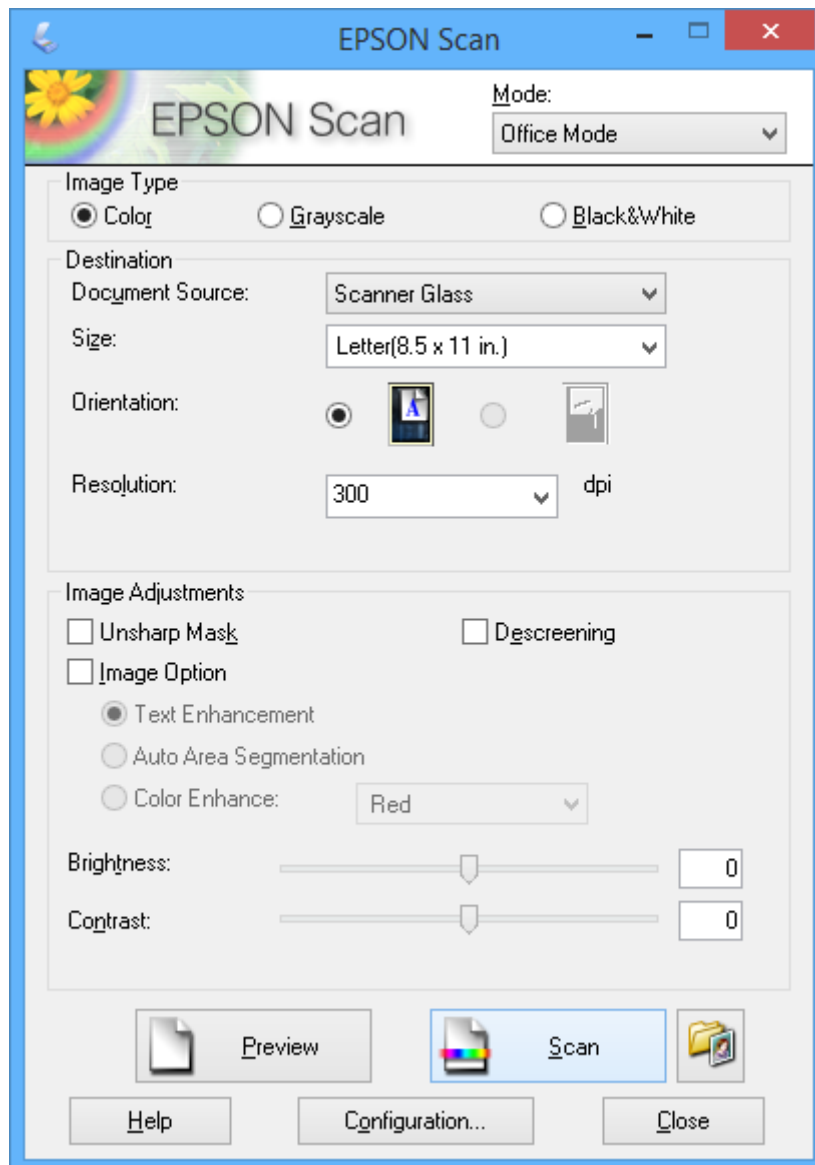 EPSON Scan
EPSON Scan
Mode:
Office Mode
Image Type
Color Grayscale Black&White
Destination
Document Source: Scanner Glass
Size: Letter(8.5 x 11 in.)
Orientation: A
Resolution: 300 dpi
Image Adjustments
Unsharp Mask Descreening
Image Option
Text Enhancement
Auto Area Segmentation
Color Enhance: Red
Brightness: 0
Contrast: 0
Preview Scan
Help Configuration... Close